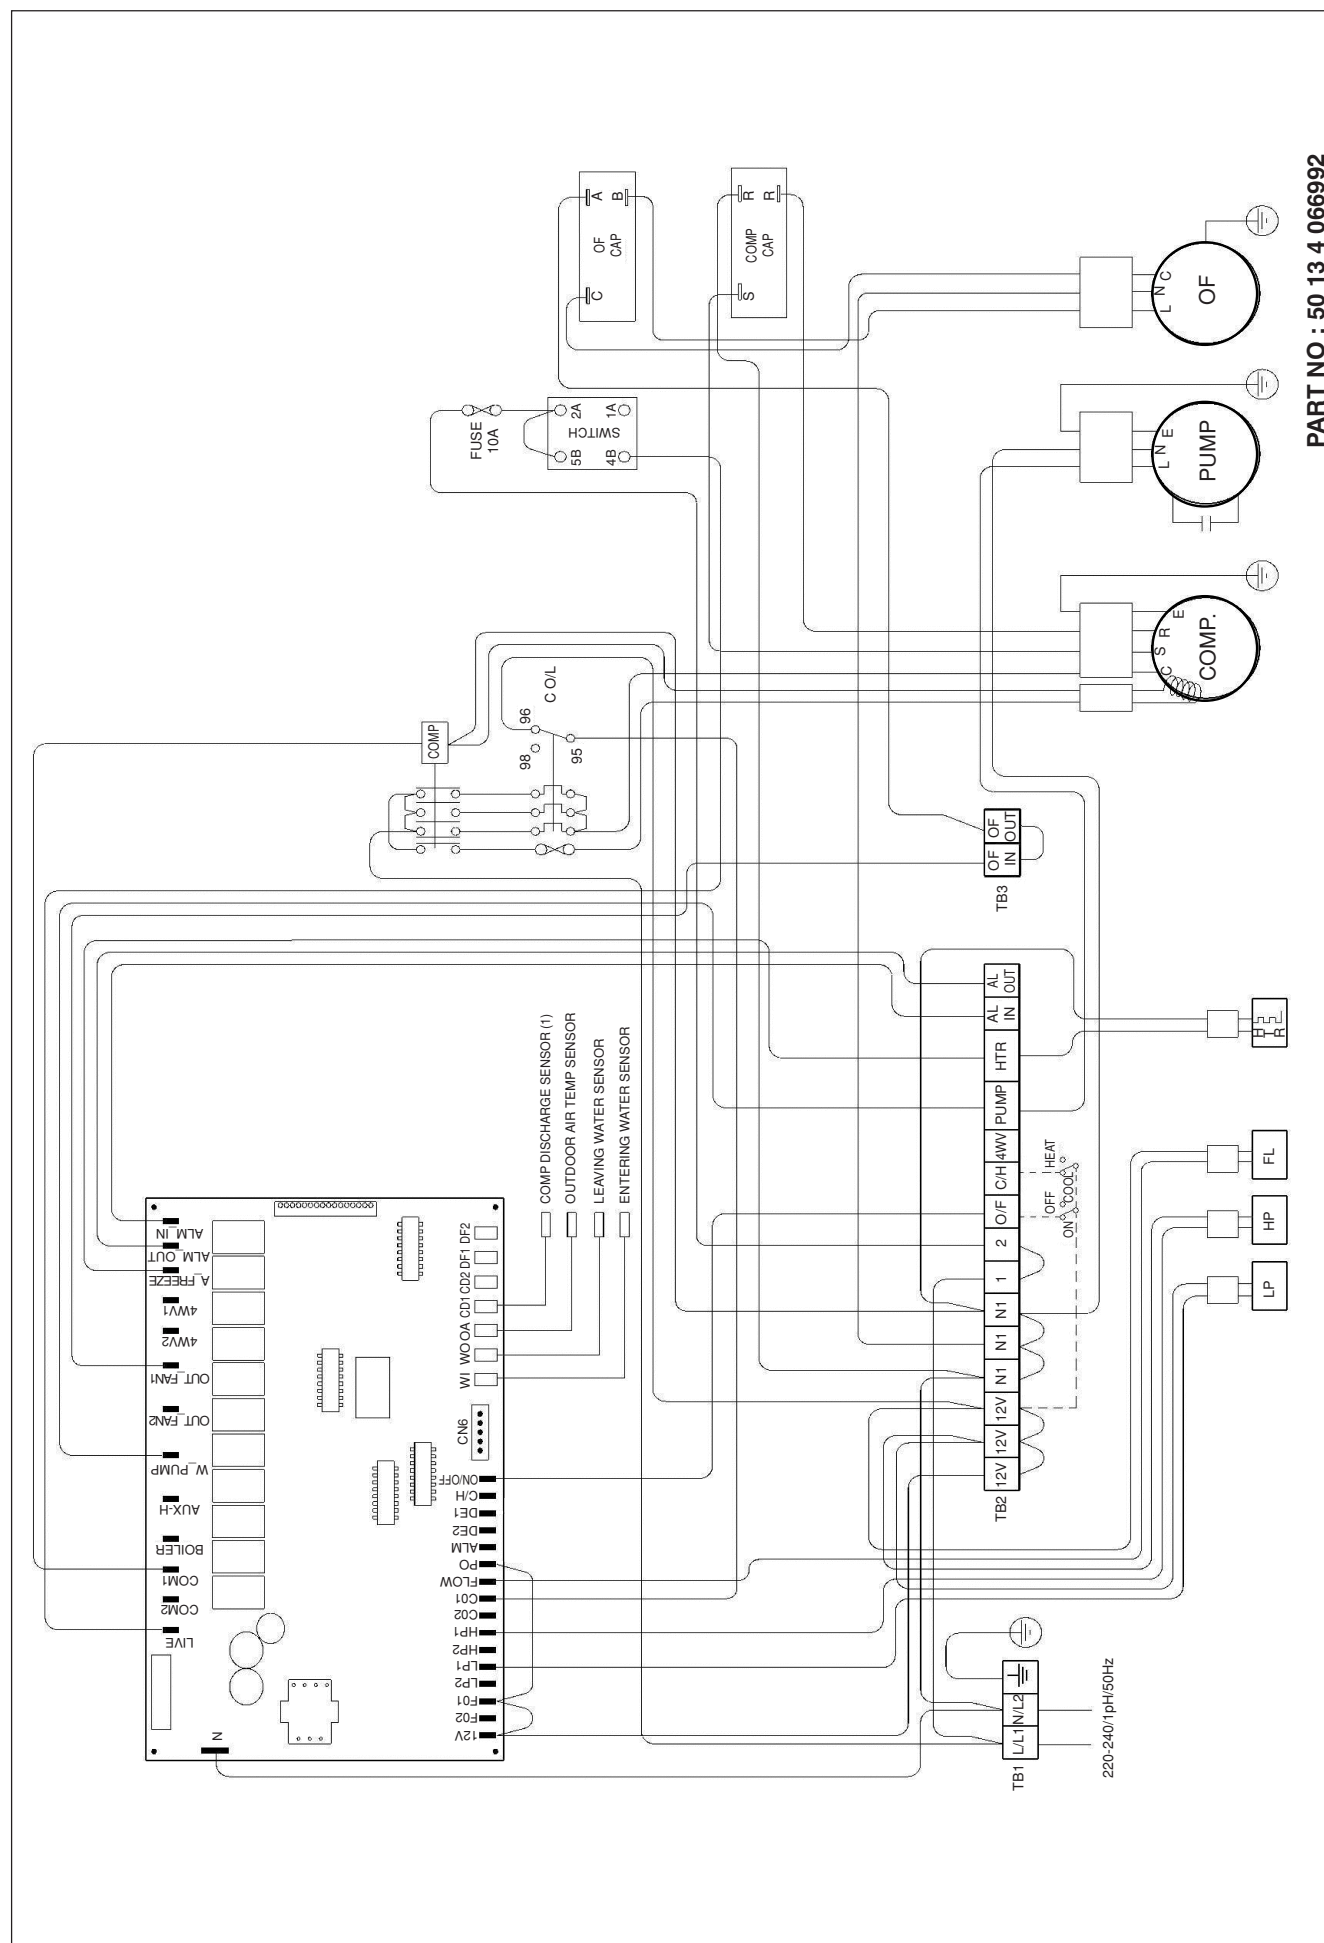 PART NO : 50 13 4 066992
OF
CAP
A
B
C
COMP
CAP
R
R
S
FUSE
10A
SWITCH
2A
1A
5B
4B
L N C
OF
L N E
PUMP
C S R E
COMP.
COMP
C O/L
96
98
95
OF
IN
OF
OUT
TB3
ALM_IN
ALM_OUT
A_FREEZE
4WV1
4WV2
OUT_FAN1
OUT_FAN2
W_PUMP
AUX-H
BOILER
COM1
COM2
LIVE
N
COMP DISCHARGE SENSOR (1)
OUTDOOR AIR TEMP SENSOR
LEAVING WATER SENSOR
ENTERING WATER SENSOR
WI
WO
OA
CD1
CD2
DF1
DF2
CN6
ON/OFF
C/H
DE1
DE2
ALM
PO
FLOW
C01
C02
HP1
HP2
LP1
LP2
F01
F02
12V
TB2
12V
12V
12V
N1
N1
N1
1
2
O/F
C/H
4WV
PUMP
HTR
AL
IN
AL
OUT
OFF
ON
HEAT
COOL
TB1
L/L1
N/L2
220-240/1pH/50Hz
HTR
FL
HP
LP